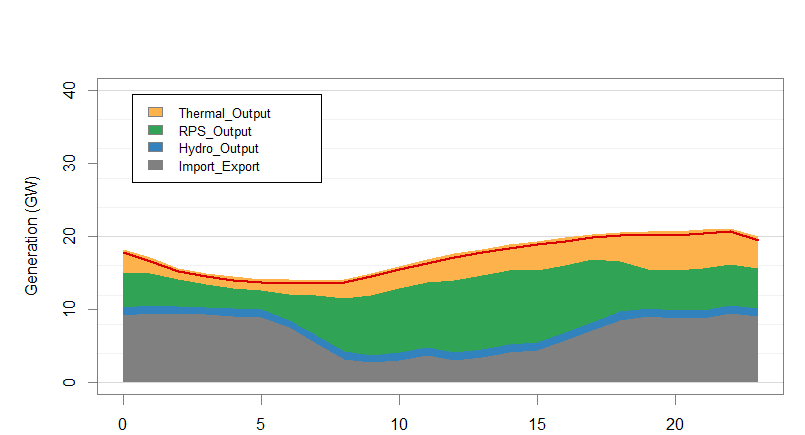 40
30
20
10
0
Generation (GW)
Thermal_Output
RPS_Output
Hydro_Output
Import_Export
0 5 10 15 20